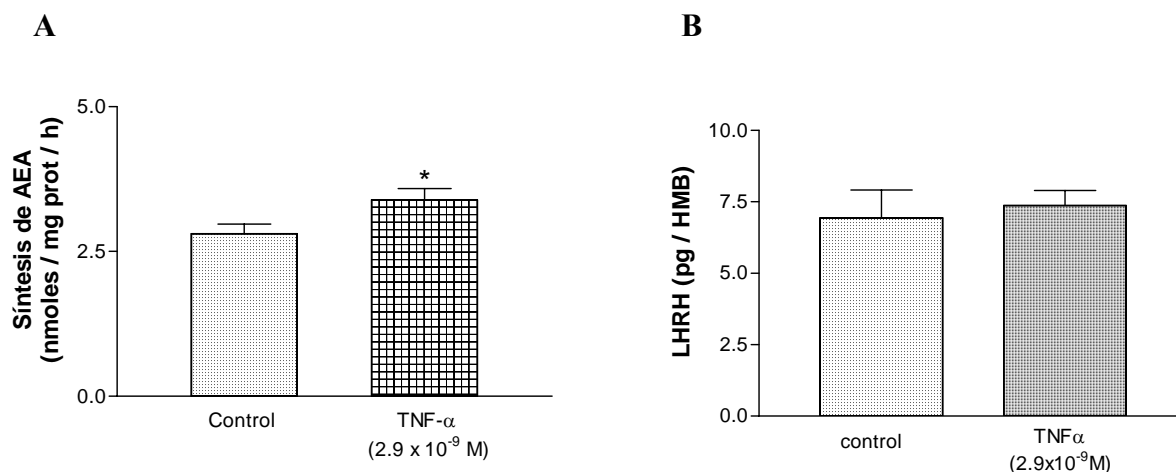 A
Síntesis de AEA
(nmoles / mg prot / h)
5.0
2.5
0.0
*
Control
TNF-α
(2.9 x 10⁻⁹ M)
B
LHRH (pg / HMB)
10.0
7.5
5.0
2.5
0.0
control
TNFα
(2.9x10⁻⁹M)